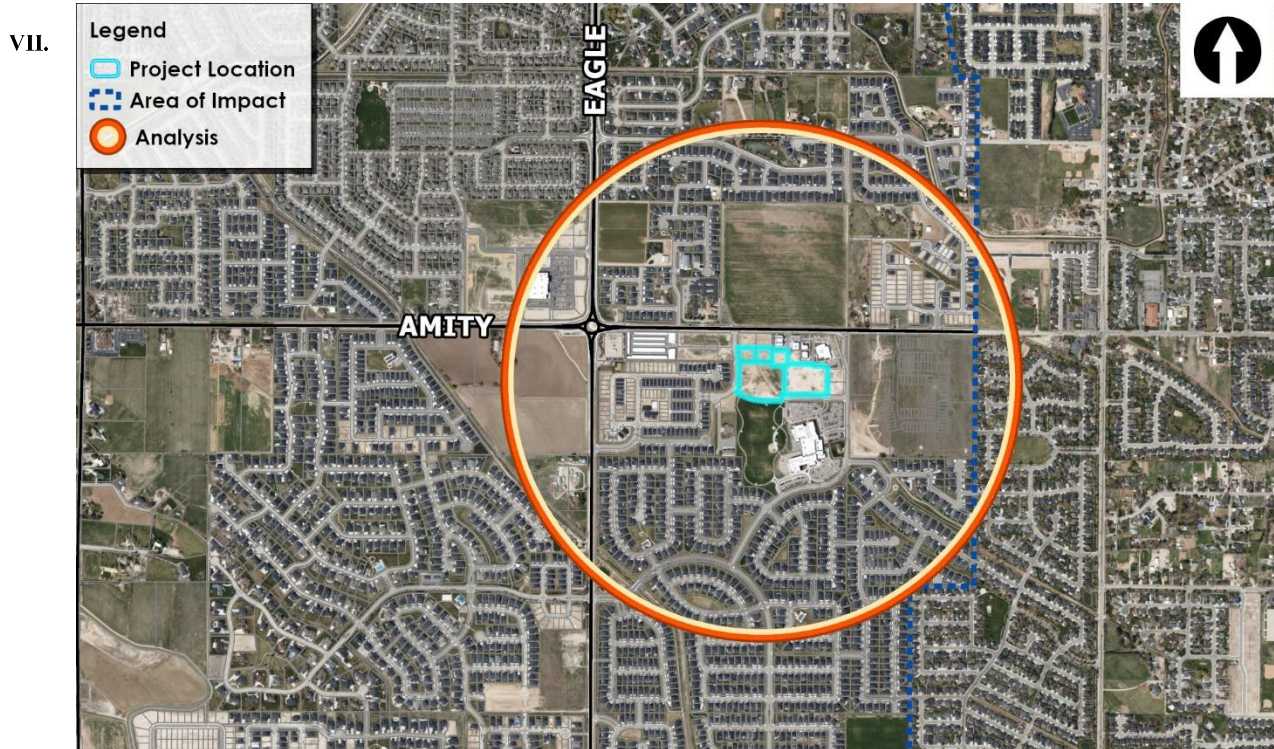 VII.
Legend
Project Location
Area of Impact
Analysis
EAGLE
AMITY